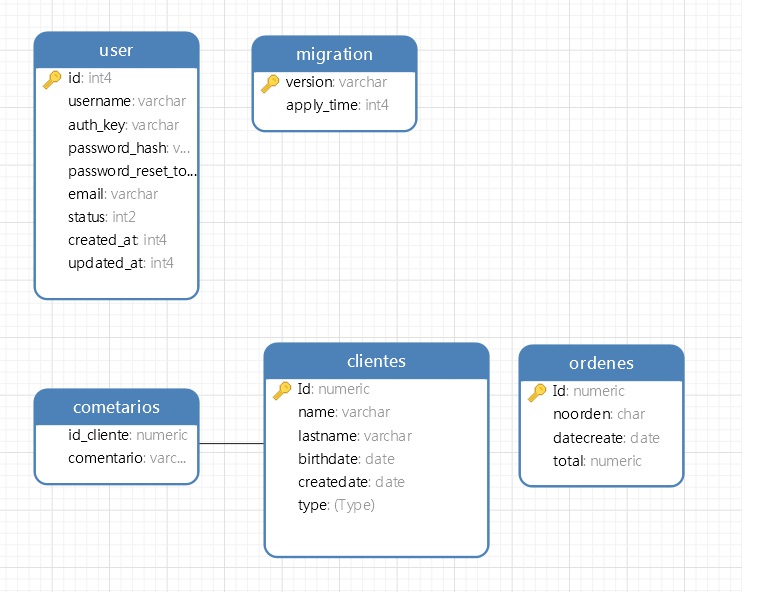 user
id: int4
username: varchar
auth_key: varchar
password_hash: v...
password_reset_to...
email: varchar
status: int2
created_at: int4
updated_at: int4
migration
version: varchar
apply_time: int4
cometarios
id_cliente: numeric
comentario: varc...
clientes
Id: numeric
name: varchar
lastname: varchar
birthdate: date
createdate: date
type: (Type)
ordenes
Id: numeric
noorden: char
datecreate: date
total: numeric